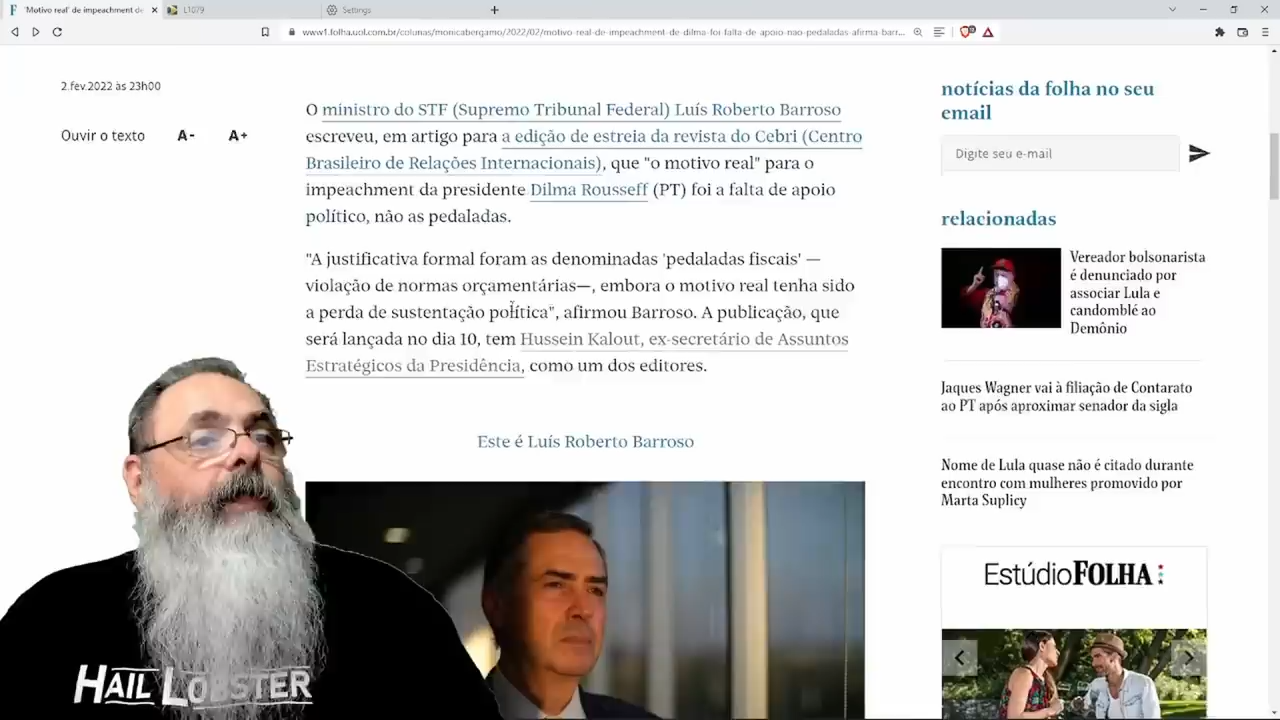 'Motivo real' de impeachment de
L1079
Settings
www1.folha.uol.com.br/colunas/monicabergamo/2022/02/motivo-real-de-impeachment-de-dilma-foi-falta-de-apoio-nao-pedaladas-afirma-barr...
2.fev.2022 às 23h00
Ouvir o texto A- A+
O ministro do STF (Supremo Tribunal Federal) Luís Roberto Barroso
escreveu, em artigo para a edição de estreia da revista do Cebri (Centro
Brasileiro de Relações Internacionais), que "o motivo real" para o
impeachment da presidente Dilma Rousseff (PT) foi a falta de apoio
político, não as pedaladas.
"A justificativa formal foram as denominadas 'pedaladas fiscais' —
violação de normas orçamentárias—, embora o motivo real tenha sido
a perda de sustentação política", afirmou Barroso. A publicação, que
será lançada no dia 10, tem Hussein Kalout, ex-secretário de Assuntos
Estratégicos da Presidência, como um dos editores.
Este é Luís Roberto Barroso
notícias da folha no seu
email
Digite seu e-mail
relacionadas
Vereador bolsonarista
é denunciado por
associar Lula e
candomblé ao
Demônio
Jaques Wagner vai à filiação de Contarato
ao PT após aproximar senador da sigla
Nome de Lula quase não é citado durante
encontro com mulheres promovido por
Marta Suplicy
EstúdioFOLHA
HAIL LOBSTER